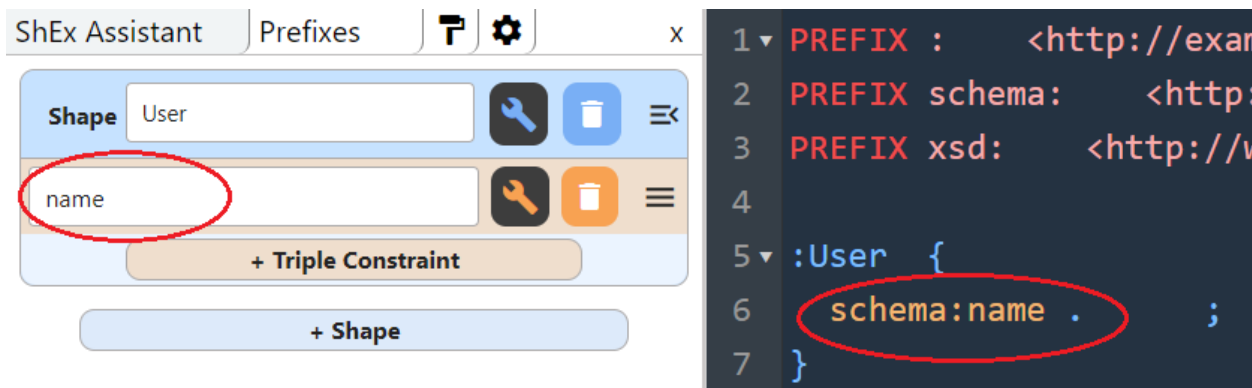 ShEx Assistant Prefixes x
Shape User
name
+ Triple Constraint
+ Shape
1 PREFIX : <http://exam
2 PREFIX schema: <http:
3 PREFIX xsd: <http://w
4
5 :User {
6 schema:name . ;
7 }